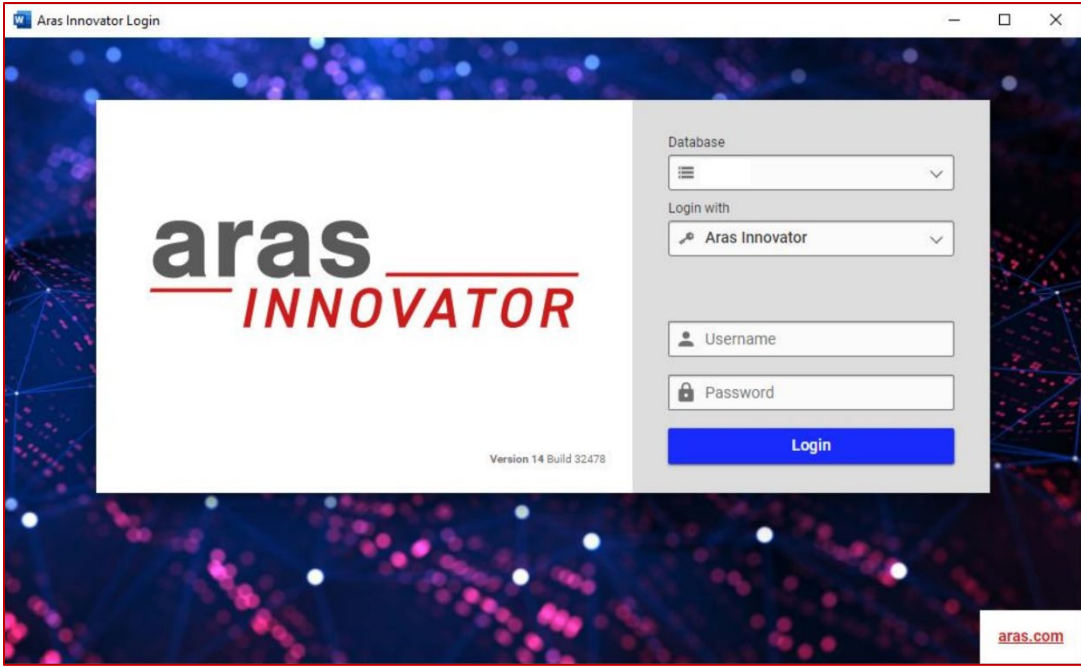 Aras Innovator Login
aras
INNOVATOR
Version 14 Build 32478
Database
Login with
Aras Innovator
Username
Password
Login
aras.com